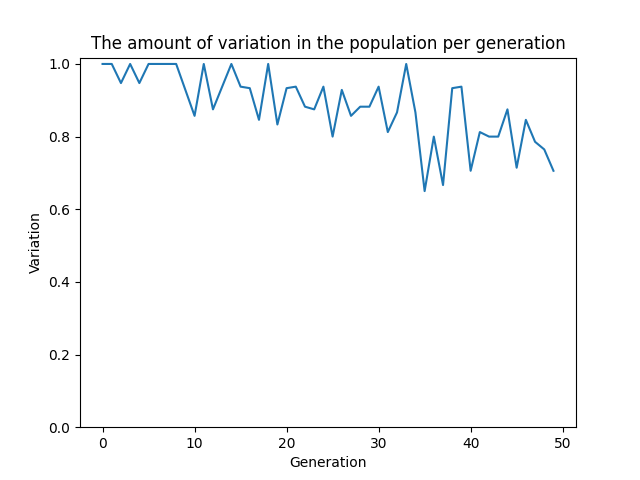 The amount of variation in the population per generation
1.0
0.8
0.6
0.4
0.2
0.0
Variation
0 10 20 30 40 50
Generation